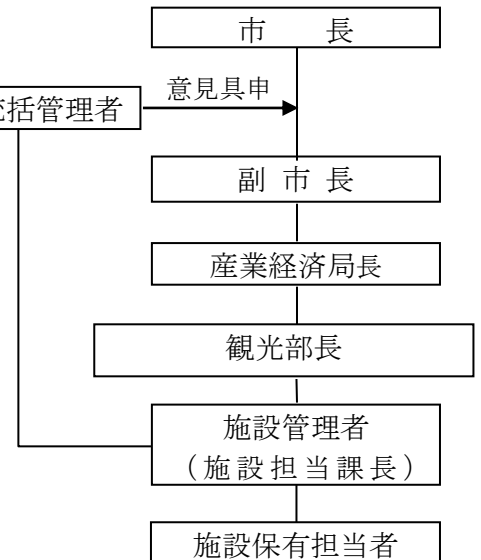 市 長
意見具申
括管理者
副 市 長
産業経済局長
観光部長
施設管理者
（施設担当課長）
施設保有担当者